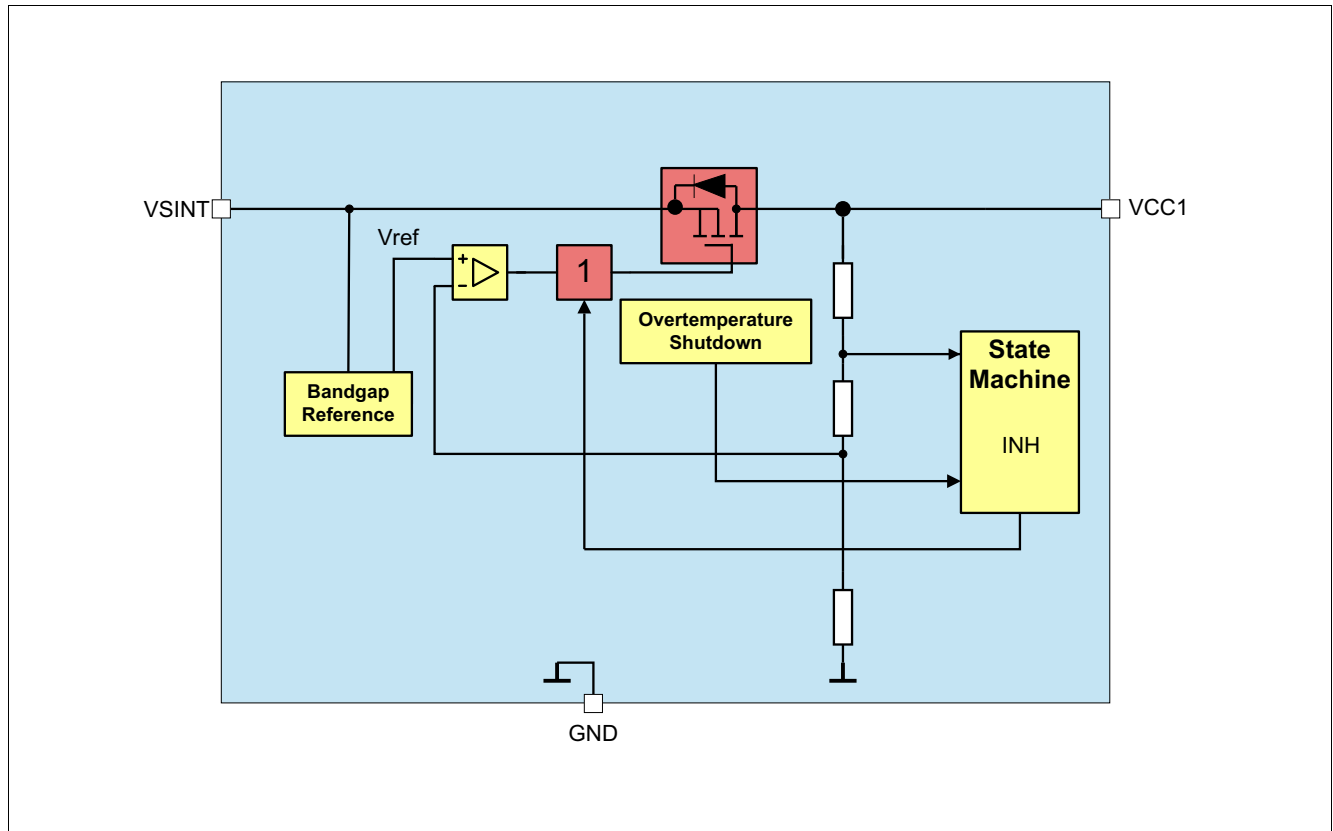 VSINT
VCC1
Vref
+
-
1
Overtemperature
Shutdown
State
Machine
INH
Bandgap
Reference
GND